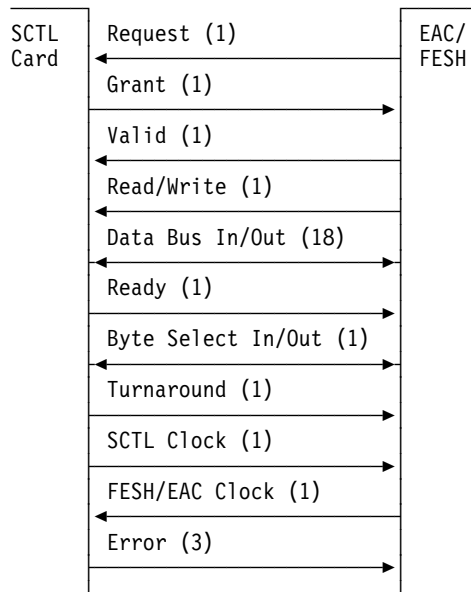 SCTL
Card
Request (1)
EAC/
FESH
Grant (1)
Valid (1)
Read/Write (1)
Data Bus In/Out (18)
Ready (1)
Byte Select In/Out (1)
Turnaround (1)
SCTL Clock (1)
FESH/EAC Clock (1)
Error (3)